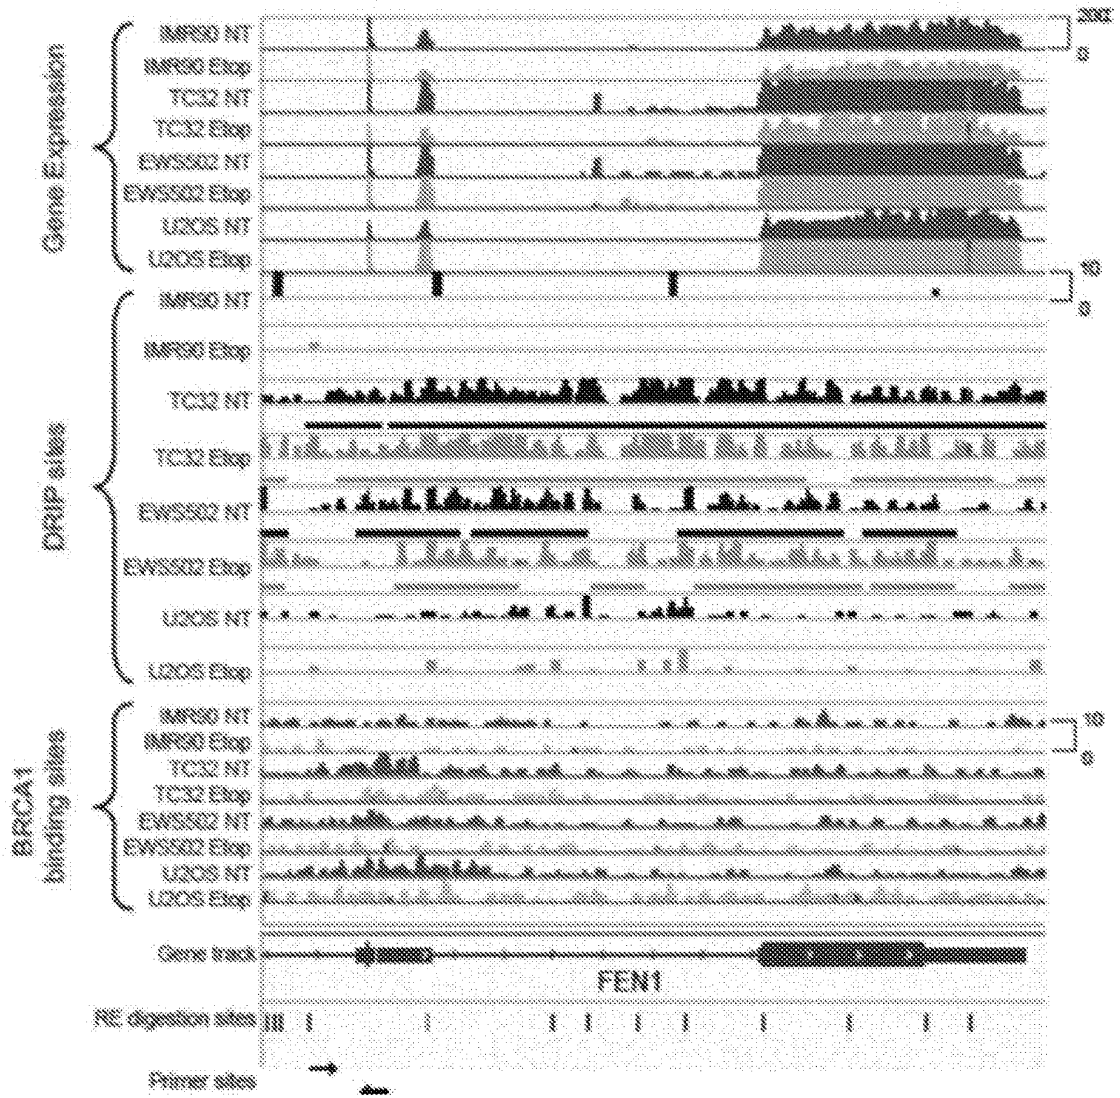 Gene Expression
IMR90 NT
IMR90 Etop
TC32 NT
TC32 Etop
EWS502 NT
EWS502 Etop
U2OS NT
U2OS Etop
200
0
DRIP sites
IMR90 NT
IMR90 Etop
TC32 NT
TC32 Etop
EWS502 NT
EWS502 Etop
U2OS NT
U2OS Etop
10
0
BRCA1
binding sites
IMR90 NT
IMR90 Etop
TC32 NT
TC32 Etop
EWS502 NT
EWS502 Etop
U2OS NT
U2OS Etop
10
0
Gene track
FEN1
RE digestion sites
Primer sites